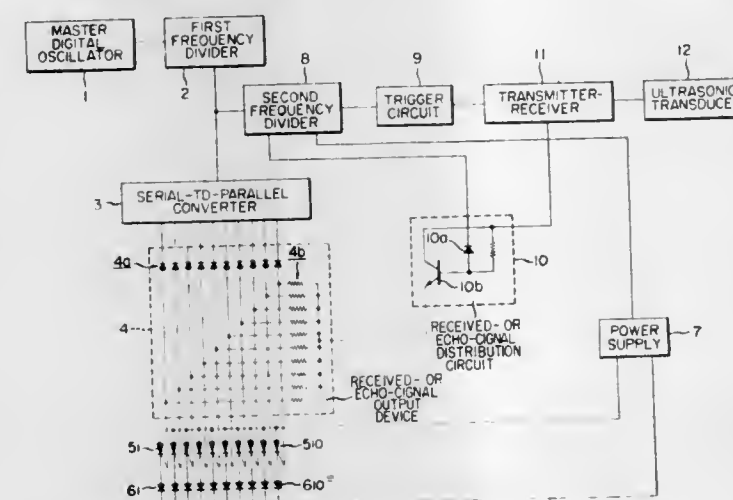 MASTER
DIGITAL
OSCILLATOR
1
FIRST
FREQUENCY
DIVIDER
2
8
SECOND
FREQUENCY
DIVIDER
9
TRIGGER
CIRCUIT
11
TRANSMITTER-
RECEIVER
12
ULTRASONIC
TRANSDUCE
3
SERIAL-TO-PARALLEL
CONVERTER
4a
4b
4
10a
10b
10
RECEIVED- OR
ECHO-CIGNAL
DISTRIBUTION
CIRCUIT
POWER
SUPPLY
7
RECEIVED- OR
ECHO-CIGNAL
OUTPUT
DEVICE
51
510
61
610